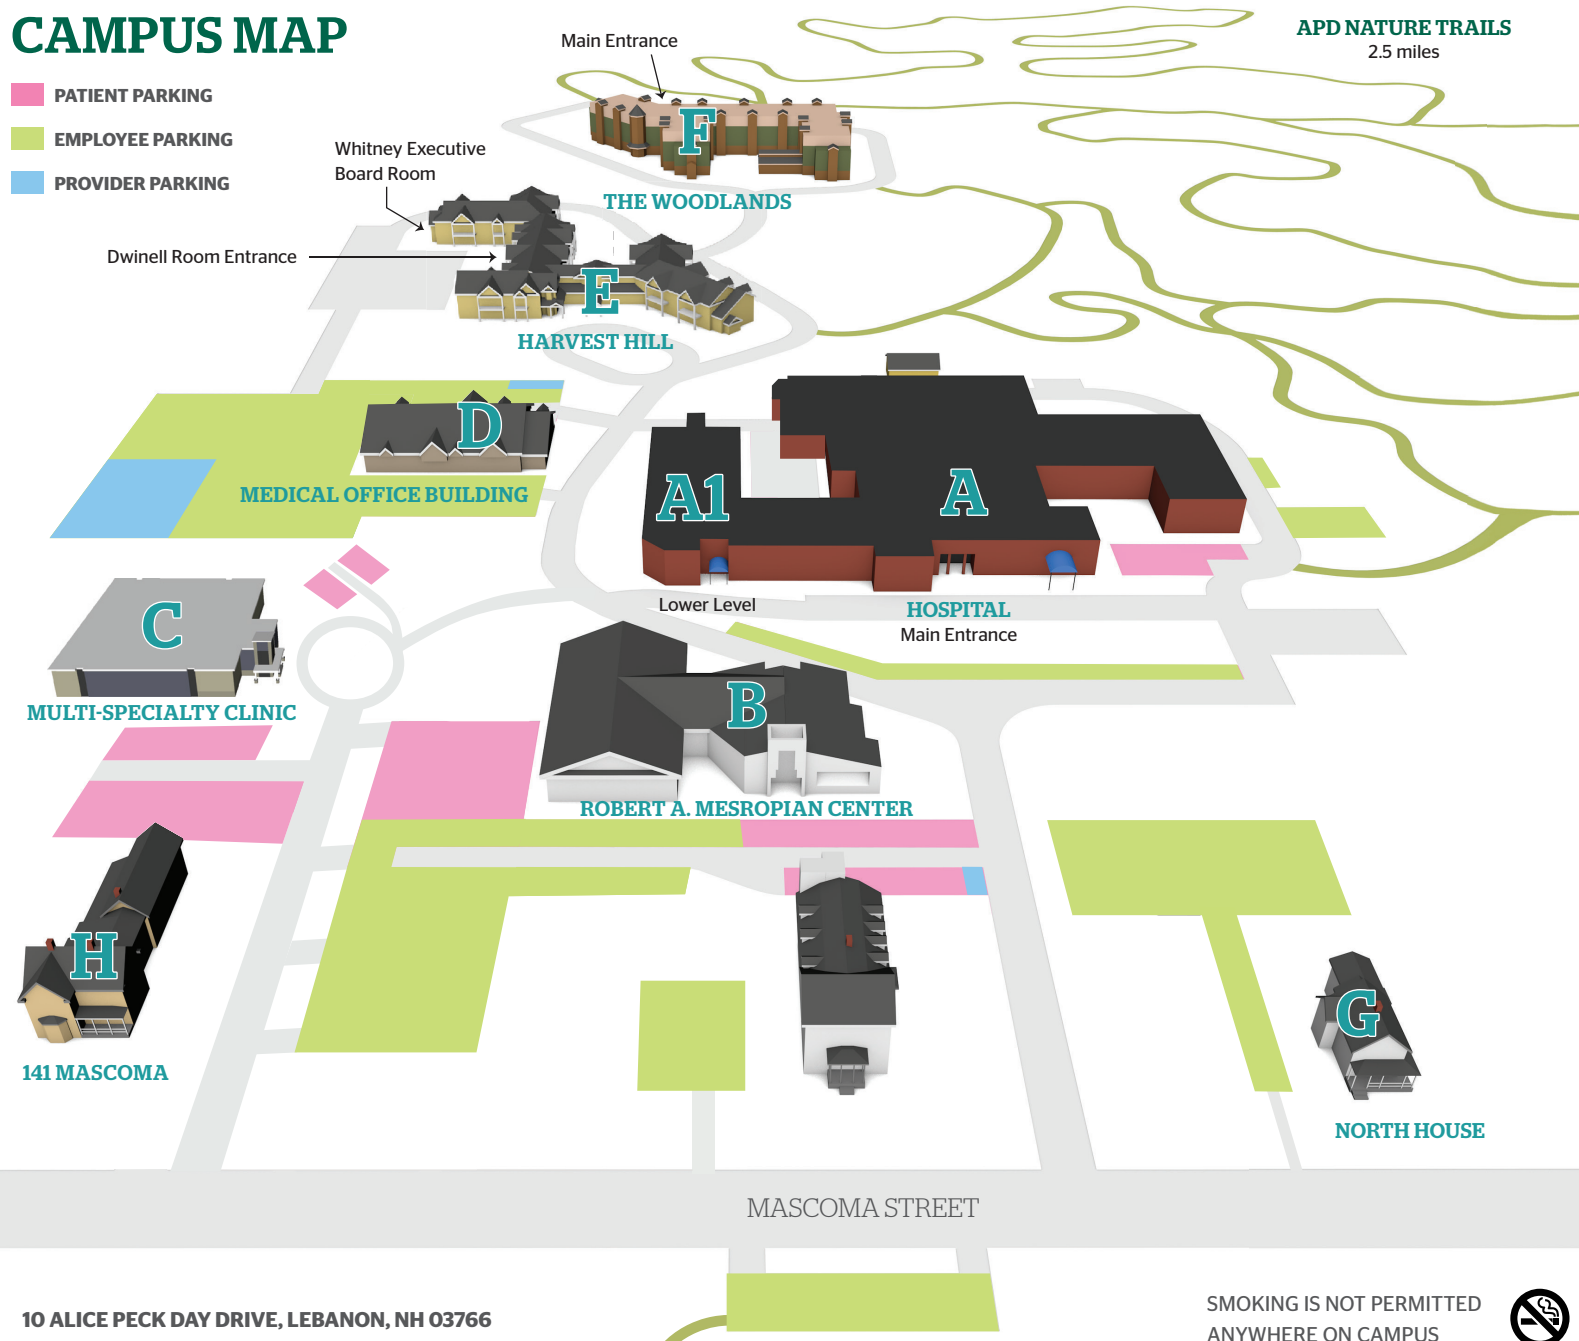 CAMPUS MAP
PATIENT PARKING
EMPLOYEE PARKING
PROVIDER PARKING
Main Entrance
APD NATURE TRAILS
2.5 miles
F
THE WOODLANDS
Whitney Executive
Board Room
Dwinell Room Entrance
E
HARVEST HILL
D
MEDICAL OFFICE BUILDING
A1
A
Lower Level
HOSPITAL
Main Entrance
C
MULTI-SPECIALTY CLINIC
B
ROBERT A. MESROPIAN CENTER
H
141 MASCOMA
G
NORTH HOUSE
MASCOMA STREET
10 ALICE PECK DAY DRIVE, LEBANON, NH 03766
SMOKING IS NOT PERMITTED
ANYWHERE ON CAMPUS